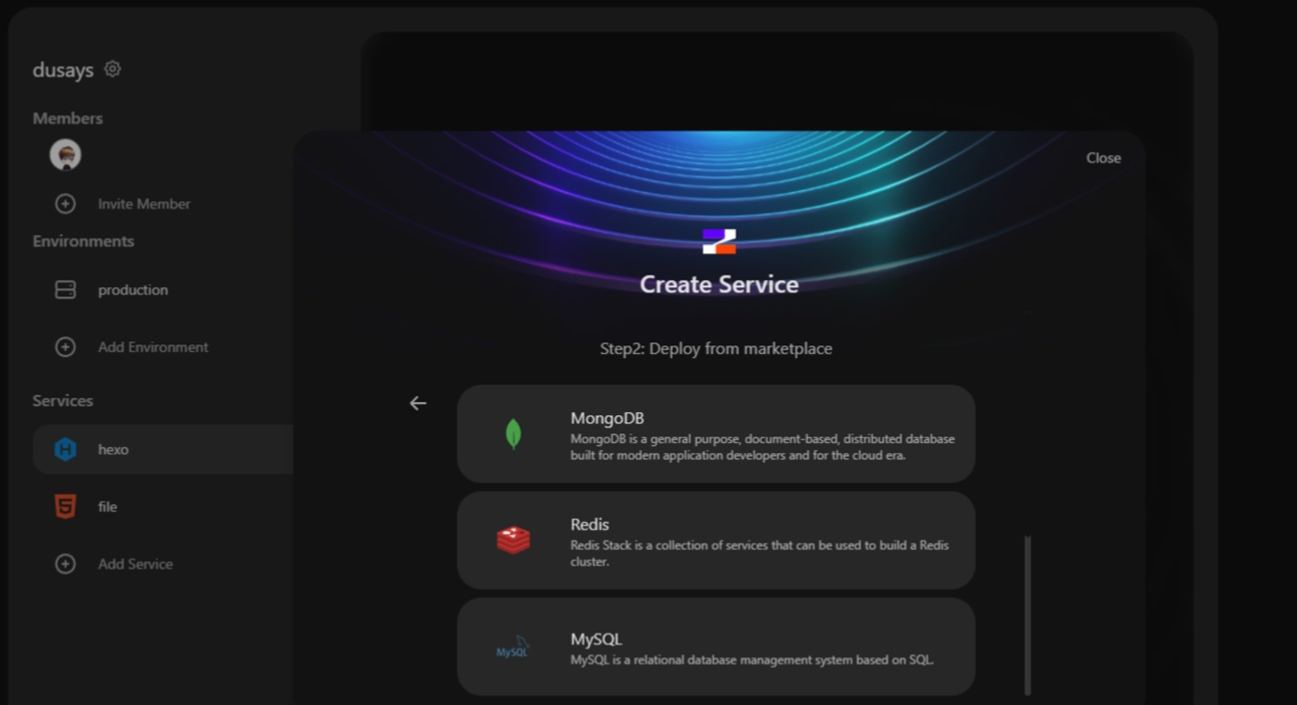 dusays
Members
Invite Member
Environments
production
Add Environment
Services
hexo
file
Add Service
Close
Create Service
Step2: Deploy from marketplace
MongoDB
MongoDB is a general purpose, document-based, distributed database
built for modern application developers and for the cloud era.
Redis
Redis Stack is a collection of services that can be used to build a Redis
cluster.
MySQL
MySQL
MySQL is a relational database management system based on SQL.